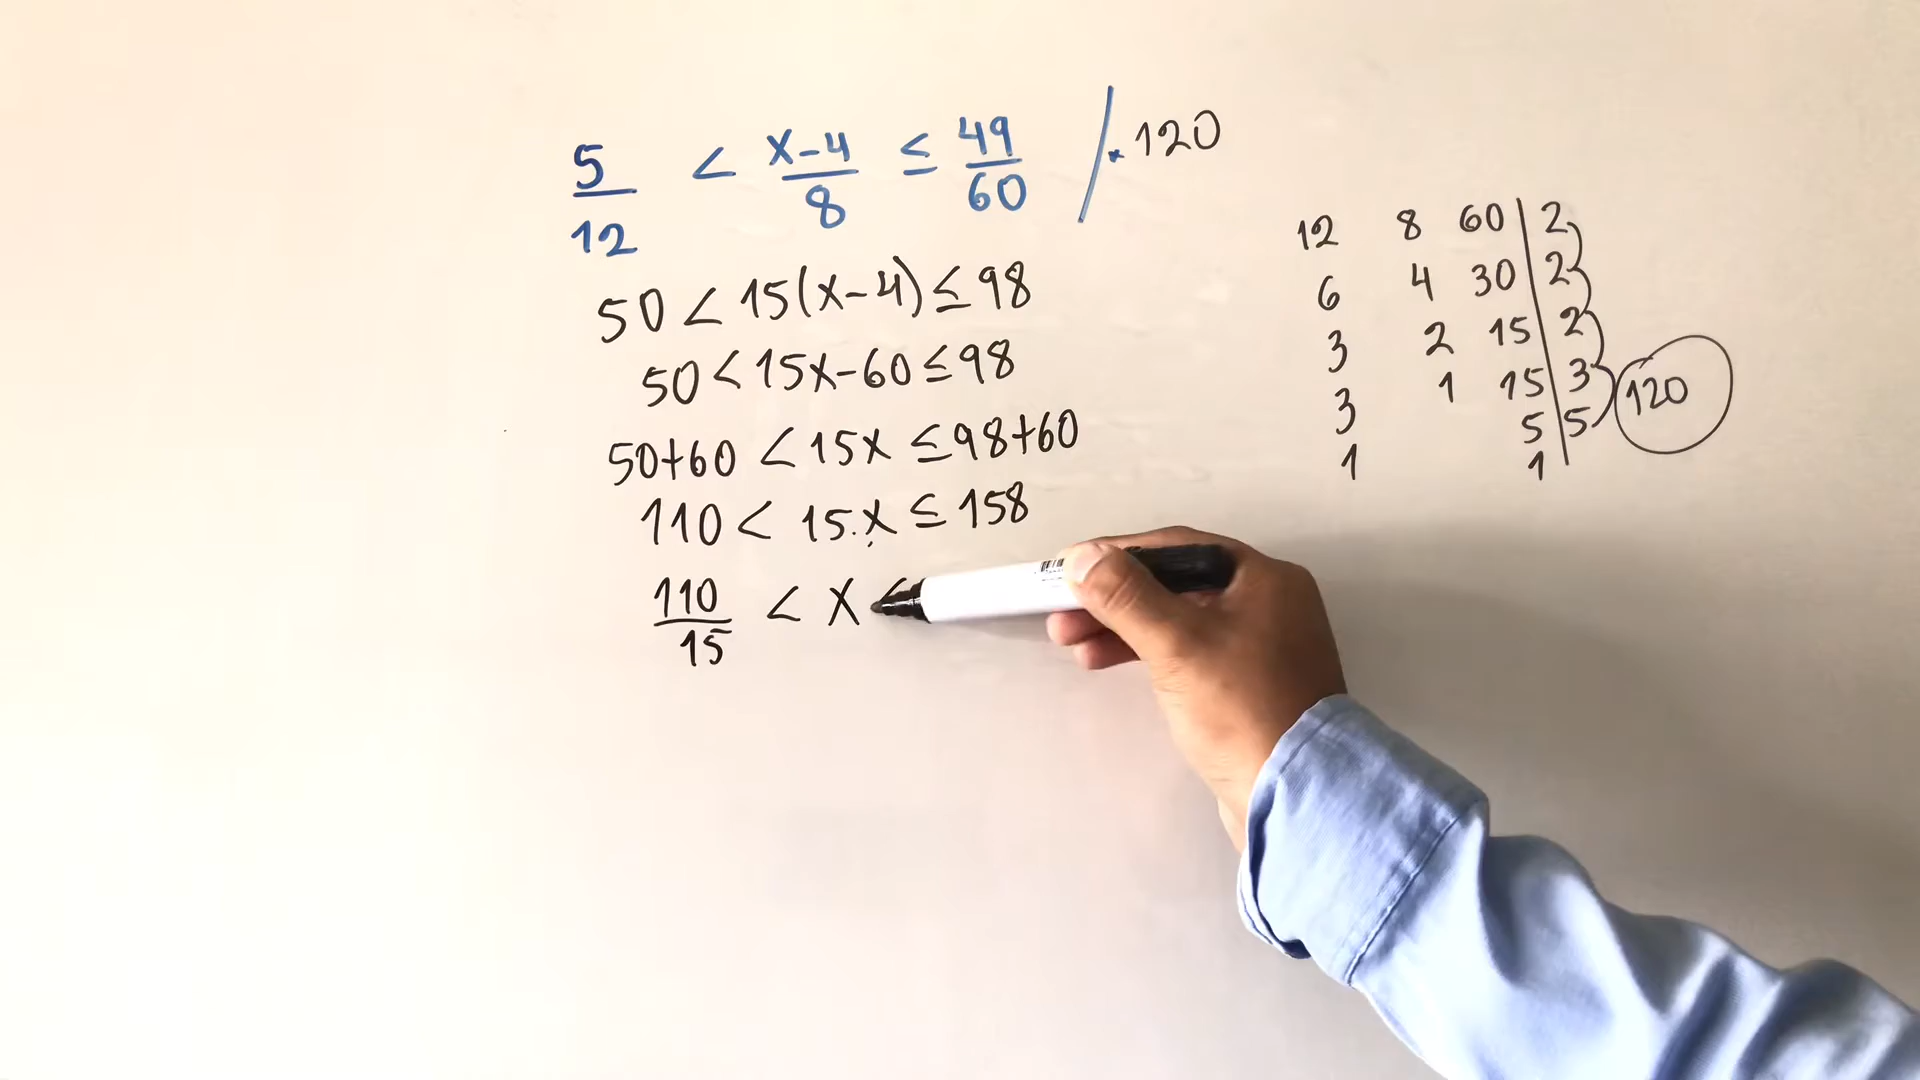 5/12 < x-4/8 ≤ 49/60 /· 120
50 < 15(x-4) ≤ 98
50 < 15x-60 ≤ 98
50+60 < 15x ≤ 98+60
110 < 15.x ≤ 158
110/15 < x <
12 8 60 | 2
6 4 30 | 2
3 2 15 | 2
3 1 15 | 3
5 | 5
1 1
120